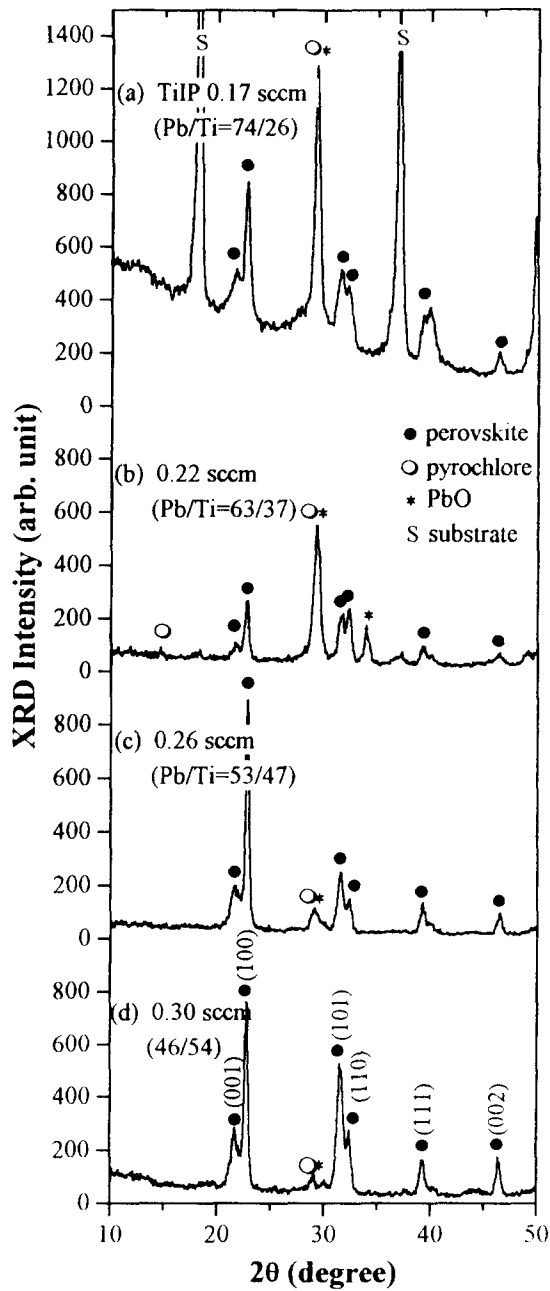 1400
1200
1000
800
600
400
200
0
S
S
*
(a) TiIP 0.17 sccm
(Pb/Ti=74/26)
perovskite
pyrochlore
* PbO
S substrate
800
600
400
200
0
(b) 0.22 sccm
(Pb/Ti=63/37)
*
*
800
600
400
200
0
(c) 0.26 sccm
(Pb/Ti=53/47)
*
800
600
400
200
0
(d) 0.30 sccm
(46/54)
(001)
(100)
*
(101)
(110)
(111)
(002)
XRD Intensity (arb. unit)
10 20 30 40 50
2θ (degree)